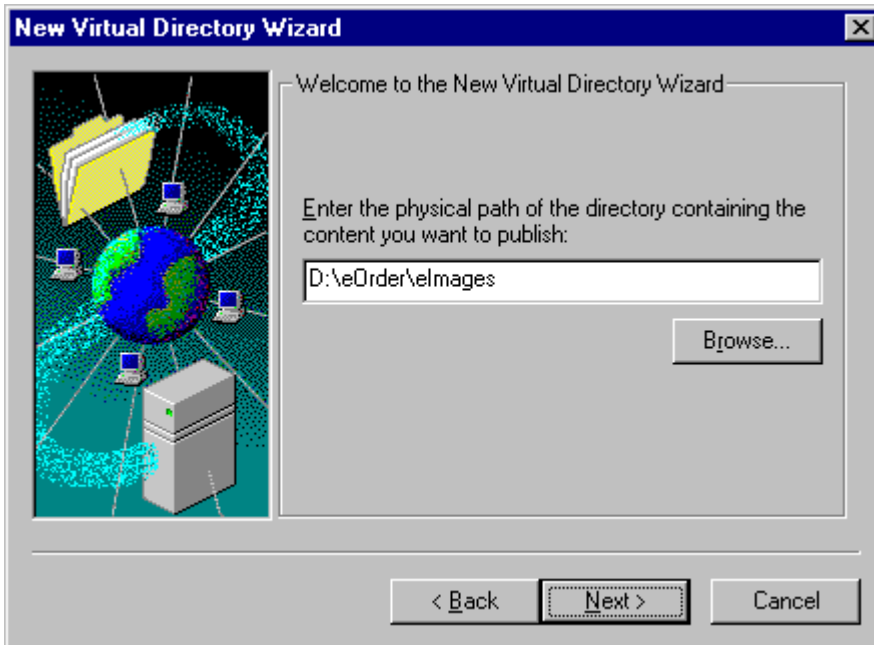 New Virtual Directory Wizard
Welcome to the New Virtual Directory Wizard
Enter the physical path of the directory containing the
content you want to publish:
D:\eOrder\eImages
Browse...
< Back
Next >
Cancel